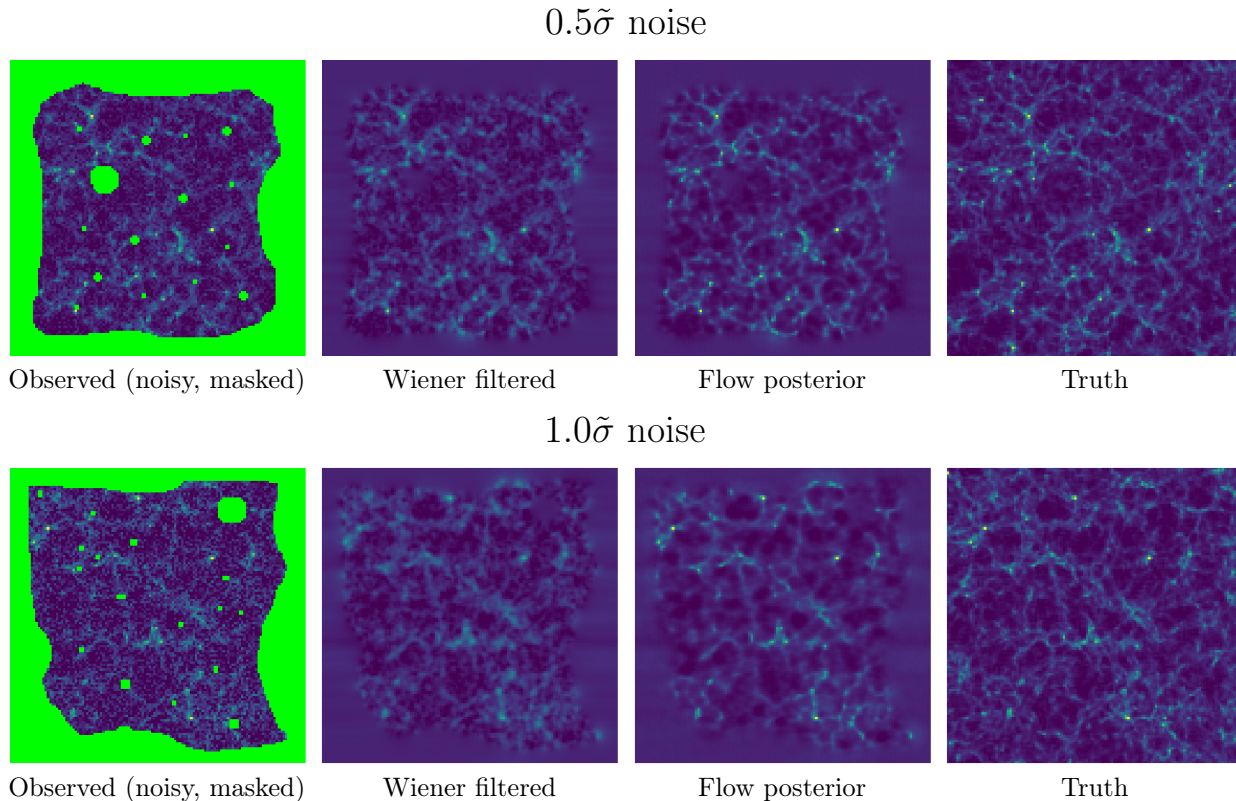 0.5σ̃ noise
Observed (noisy, masked) Wiener filtered Flow posterior Truth
1.0σ̃ noise
Observed (noisy, masked) Wiener filtered Flow posterior Truth